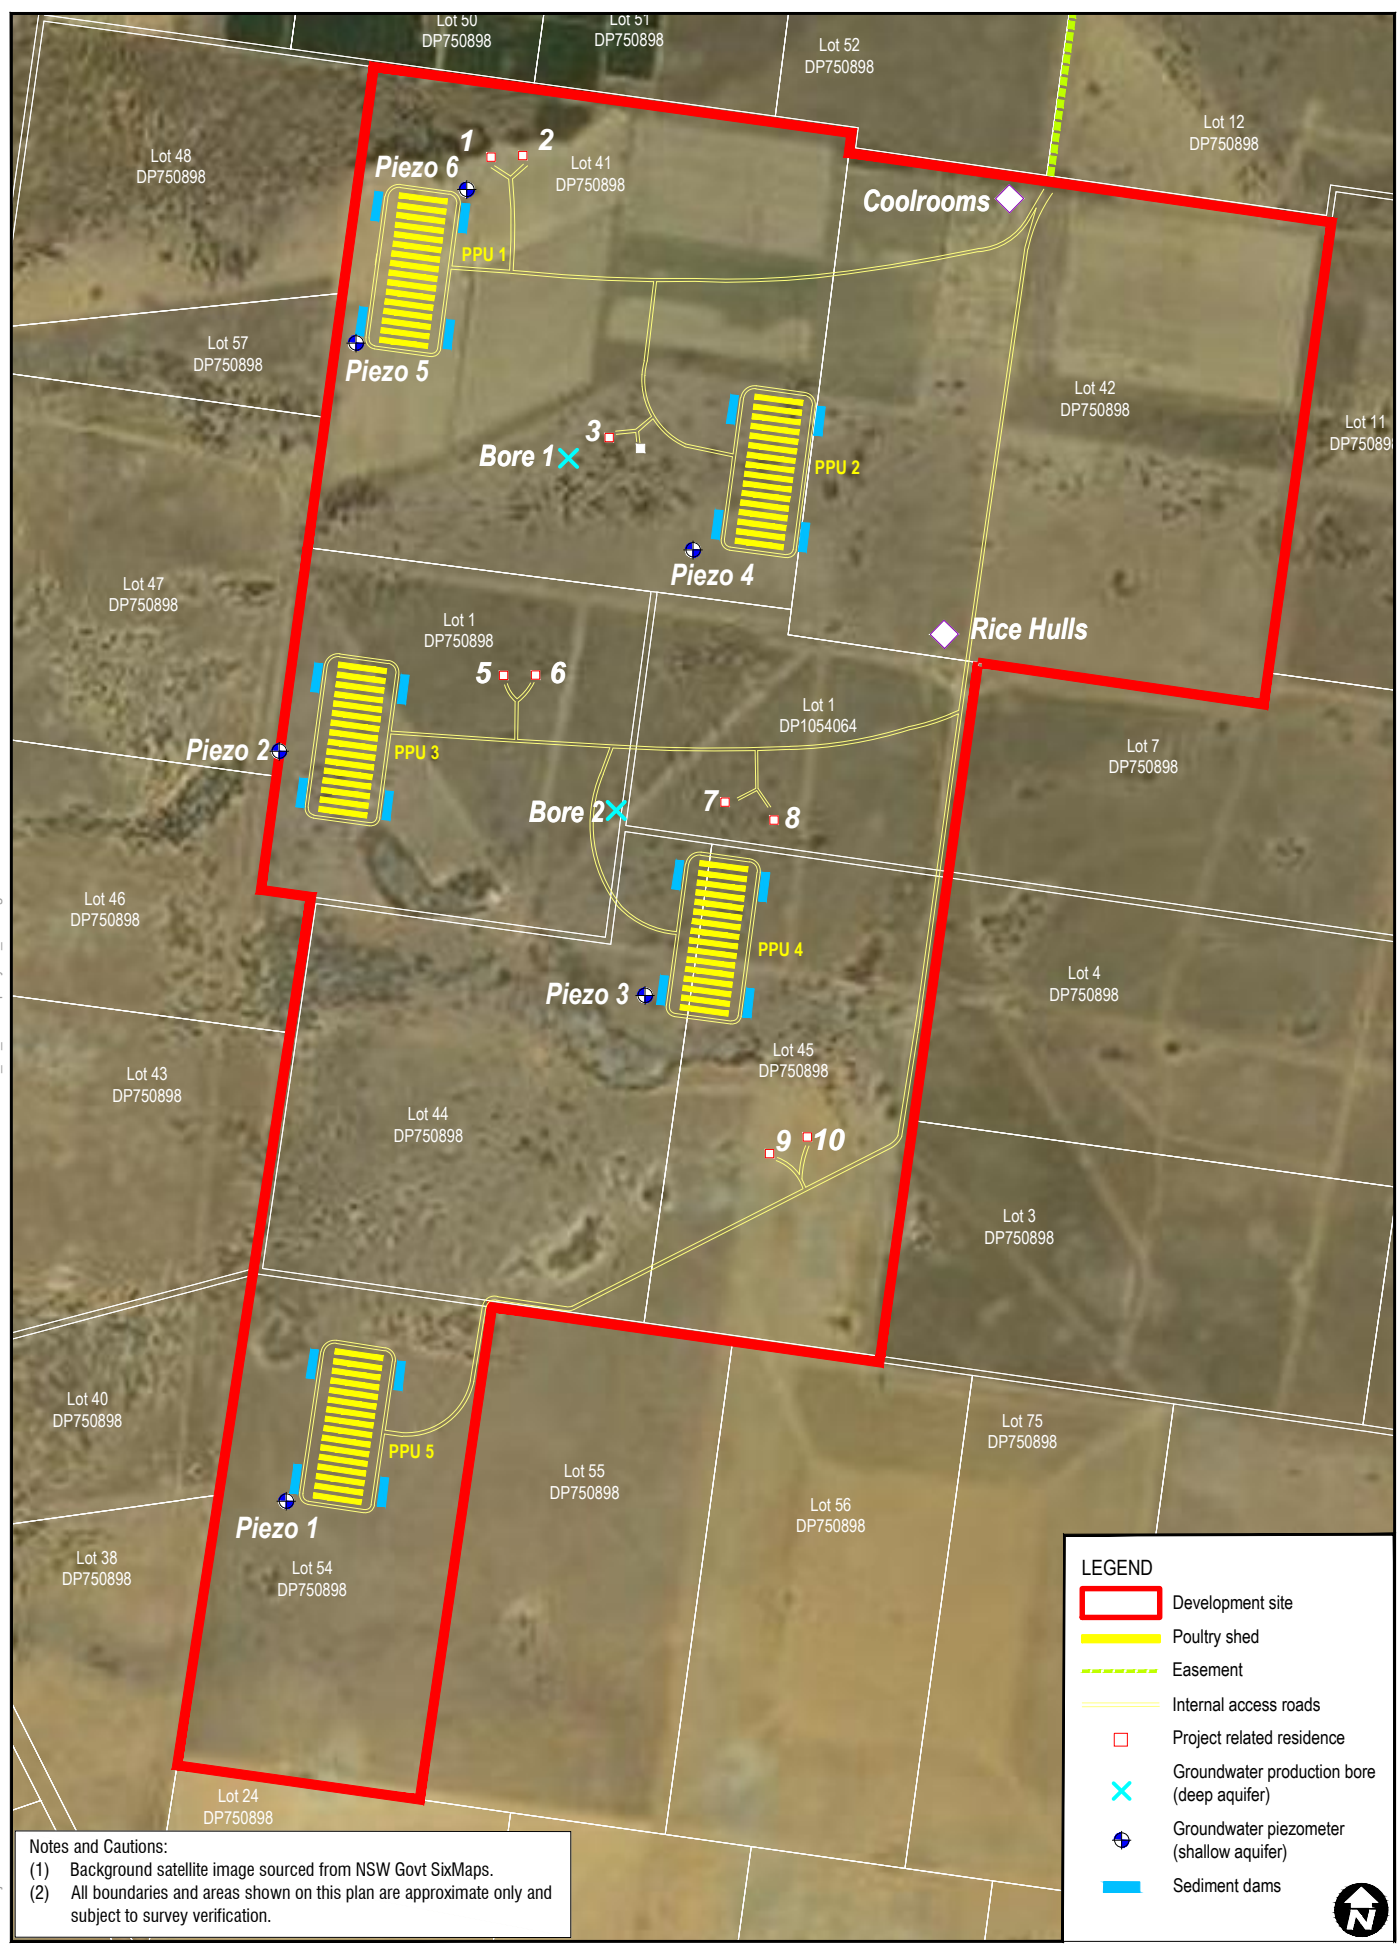 Lot 50
DP750898
Lot 51
DP750898
Lot 52
DP750898
Lot 12
DP750898
Lot 48
DP750898
1
2
Piezo 6
Lot 41
DP750898
Coolrooms
PPU 1
Lot 57
DP750898
Piezo 5
Lot 42
DP750898
Lot 11
DP750898
3
Bore 1
PPU 2
Piezo 4
Lot 47
DP750898
Lot 1
DP750898
Rice Hulls
5
6
Lot 1
DP1054064
Piezo 2
PPU 3
Lot 7
DP750898
Bore 2
7
8
Lot 46
DP750898
PPU 4
Piezo 3
Lot 4
DP750898
Lot 45
DP750898
Lot 43
DP750898
Lot 44
DP750898
9
10
Lot 3
DP750898
Lot 40
DP750898
PPU 5
Lot 75
DP750898
Lot 55
DP750898
Lot 56
DP750898
Piezo 1
Lot 38
DP750898
Lot 54
DP750898
Lot 24
DP750898
LEGEND
Development site
Poultry shed
Easement
Internal access roads
Project related residence
Groundwater production bore
(deep aquifer)
Groundwater piezometer
(shallow aquifer)
Sediment dams
N
Notes and Cautions:
(1) Background satellite image sourced from NSW Govt SixMaps.
(2) All boundaries and areas shown on this plan are approximate only and
subject to survey verification.